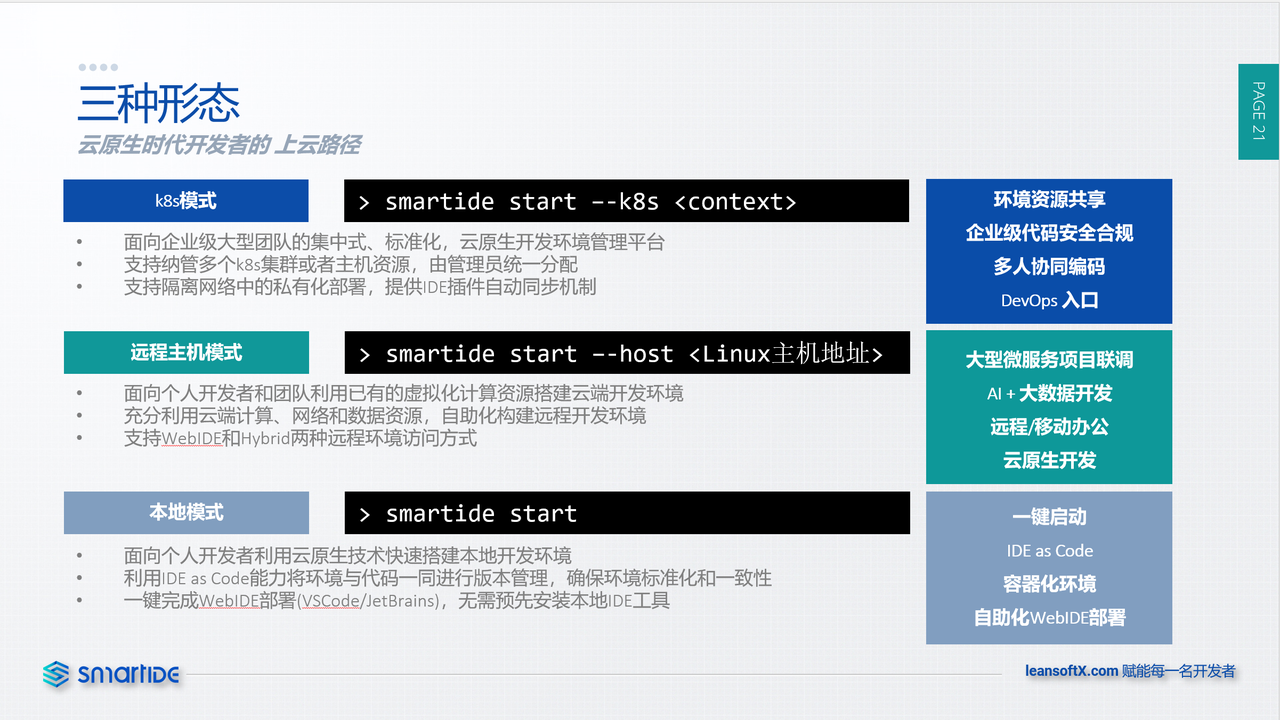 三种形态
云原生时代开发者的 上云路径
PAGE 21
k8s模式
> smartide start –-k8s <context>
• 面向企业级大型团队的集中式、标准化，云原生开发环境管理平台
• 支持纳管多个k8s集群或者主机资源，由管理员统一分配
• 支持隔离网络中的私有化部署，提供IDE插件自动同步机制
环境资源共享
企业级代码安全合规
多人协同编码
DevOps 入口
远程主机模式
> smartide start –-host <Linux主机地址>
• 面向个人开发者和团队利用已有的虚拟化计算资源搭建云端开发环境
• 充分利用云端计算、网络和数据资源，自助化构建远程开发环境
• 支持WebIDE和Hybrid两种远程环境访问方式
大型微服务项目联调
AI + 大数据开发
远程/移动办公
云原生开发
本地模式
> smartide start
• 面向个人开发者利用云原生技术快速搭建本地开发环境
• 利用IDE as Code能力将环境与代码一同进行版本管理，确保环境标准化和一致性
• 一键完成WebIDE部署(VSCode/JetBrains)，无需预先安装本地IDE工具
一键启动
IDE as Code
容器化环境
自助化WebIDE部署
SMARTIDE
leansoftX.com 赋能每一名开发者